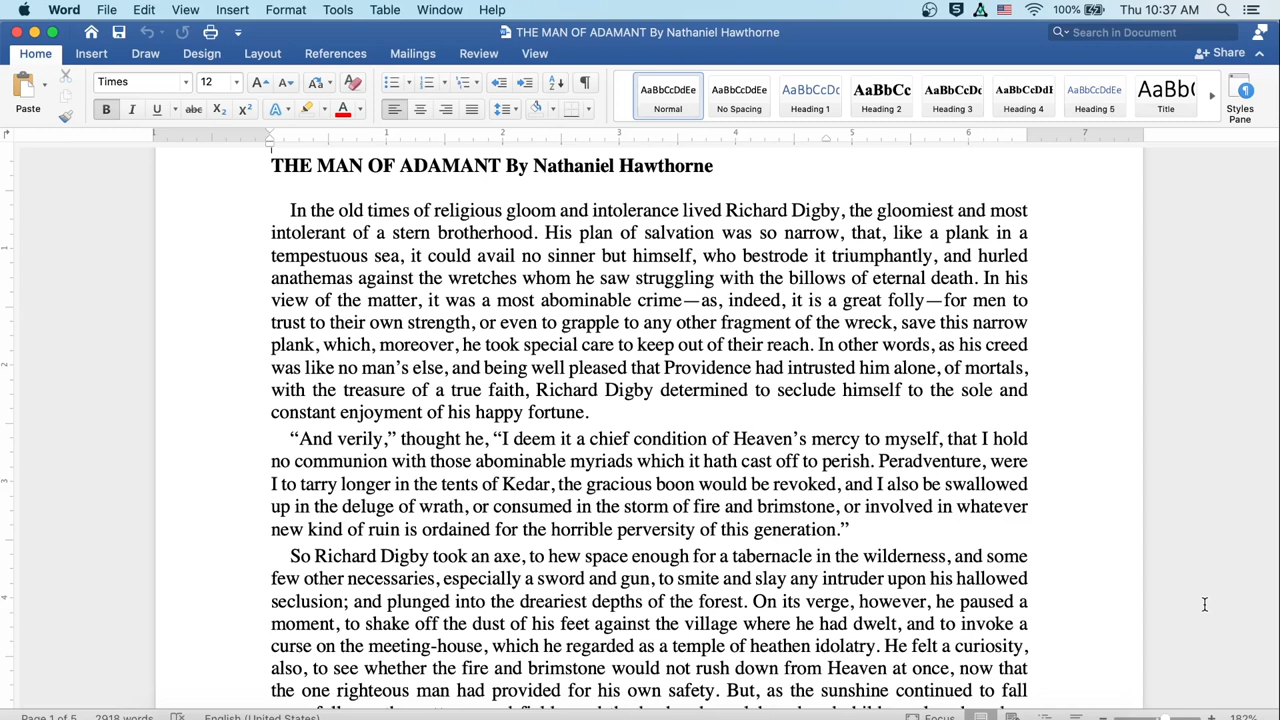 Word File Edit View Insert Format Tools Table Window Help 100% Thu 10:37 AM
THE MAN OF ADAMANT By Nathaniel Hawthorne Search in Document
Home Insert Draw Design Layout References Mailings Review View Share
Paste Times 12 AaBbCcDdEe AaBbCcDdEe AaBbCcDc AaBbCc AaBbCcDc AaBbCcDdI AaBbCcDdEe AaBb( Styles Pane
Normal No Spacing Heading 1 Heading 2 Heading 3 Heading 4 Heading 5 Title
B I U abc X₂ X² A A
1 1 2 3 4 5 6 7
THE MAN OF ADAMANT By Nathaniel Hawthorne
In the old times of religious gloom and intolerance lived Richard Digby, the gloomiest and most
intolerant of a stern brotherhood. His plan of salvation was so narrow, that, like a plank in a
tempestuous sea, it could avail no sinner but himself, who bestrode it triumphantly, and hurled
anathemas against the wretches whom he saw struggling with the billows of eternal death. In his
view of the matter, it was a most abominable crime—as, indeed, it is a great folly—for men to
trust to their own strength, or even to grapple to any other fragment of the wreck, save this narrow
plank, which, moreover, he took special care to keep out of their reach. In other words, as his creed
was like no man’s else, and being well pleased that Providence had intrusted him alone, of mortals,
with the treasure of a true faith, Richard Digby determined to seclude himself to the sole and
constant enjoyment of his happy fortune.
“And verily,” thought he, “I deem it a chief condition of Heaven’s mercy to myself, that I hold
no communion with those abominable myriads which it hath cast off to perish. Peradventure, were
I to tarry longer in the tents of Kedar, the gracious boon would be revoked, and I also be swallowed
up in the deluge of wrath, or consumed in the storm of fire and brimstone, or involved in whatever
new kind of ruin is ordained for the horrible perversity of this generation.”
So Richard Digby took an axe, to hew space enough for a tabernacle in the wilderness, and some
few other necessaries, especially a sword and gun, to smite and slay any intruder upon his hallowed
seclusion; and plunged into the dreariest depths of the forest. On its verge, however, he paused a
moment, to shake off the dust of his feet against the village where he had dwelt, and to invoke a
curse on the meeting-house, which he regarded as a temple of heathen idolatry. He felt a curiosity,
also, to see whether the fire and brimstone would not rush down from Heaven at once, now that
the one righteous man had provided for his own safety. But, as the sunshine continued to fall
Page 1 of 5 2918 words English (United States) Focus 182%